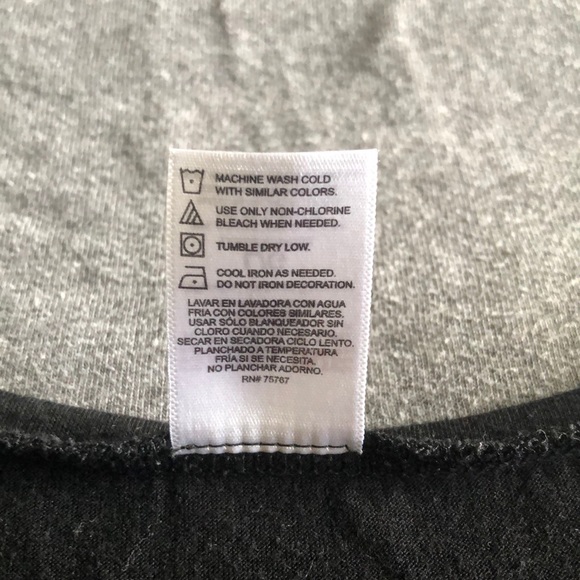 MACHINE WASH COLD
WITH SIMILAR COLORS.
USE ONLY NON-CHLORINE
BLEACH WHEN NEEDED.
TUMBLE DRY LOW.
COOL IRON AS NEEDED.
DO NOT IRON DECORATION.
LAVAR EN LAVADORA CON AGUA
FRIA CON COLORES SIMILARES.
USAR SÓLO BLANQUEADOR SIN
CLORO CUANDO NECESARIO.
SECAR EN SECADORA CICLO LENTO.
PLANCHADO A TEMPERATURA
FRÍA SI SE NECESITA.
NO PLANCHAR ADORNO.
RN# 75767